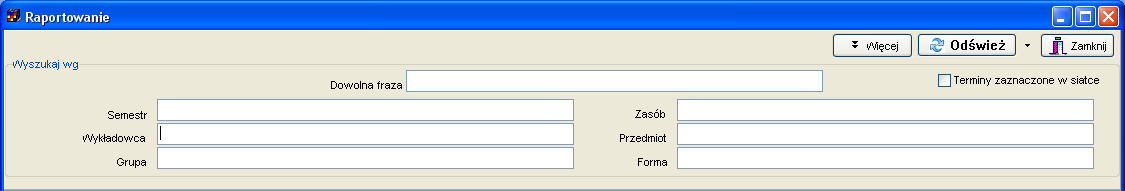 Raportowanie
Więcej Odśwież Zamknij
Wyszukaj wg
Dowolna fraza Terminy zaznaczone w siatce
Semestr Zasób
Wykładowca Przedmiot
Grupa Forma